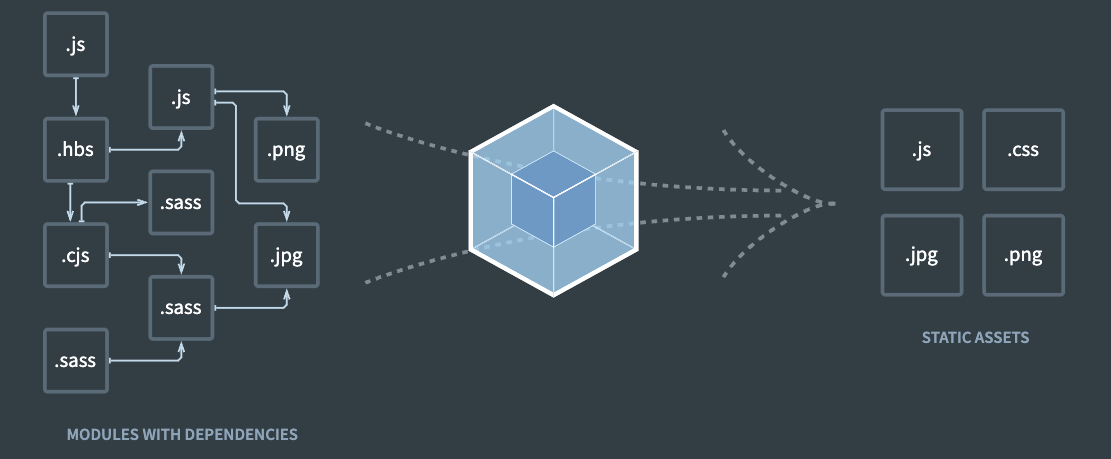 .js
.js
.hbs
.png
.sass
.cjs
.jpg
.sass
.sass
MODULES WITH DEPENDENCIES
.js
.css
.jpg
.png
STATIC ASSETS